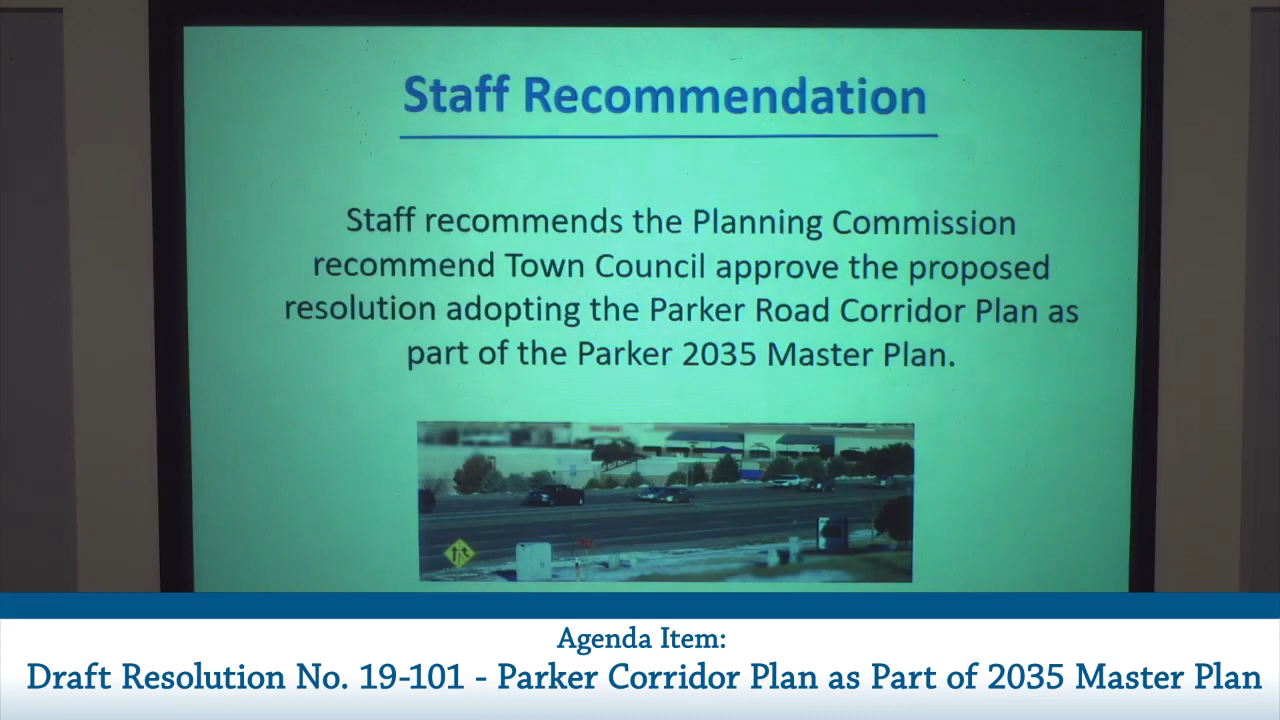 Staff Recommendation
Staff recommends the Planning Commission
recommend Town Council approve the proposed
resolution adopting the Parker Road Corridor Plan as
part of the Parker 2035 Master Plan.
Agenda Item:
Draft Resolution No. 19-101 - Parker Corridor Plan as Part of 2035 Master Plan